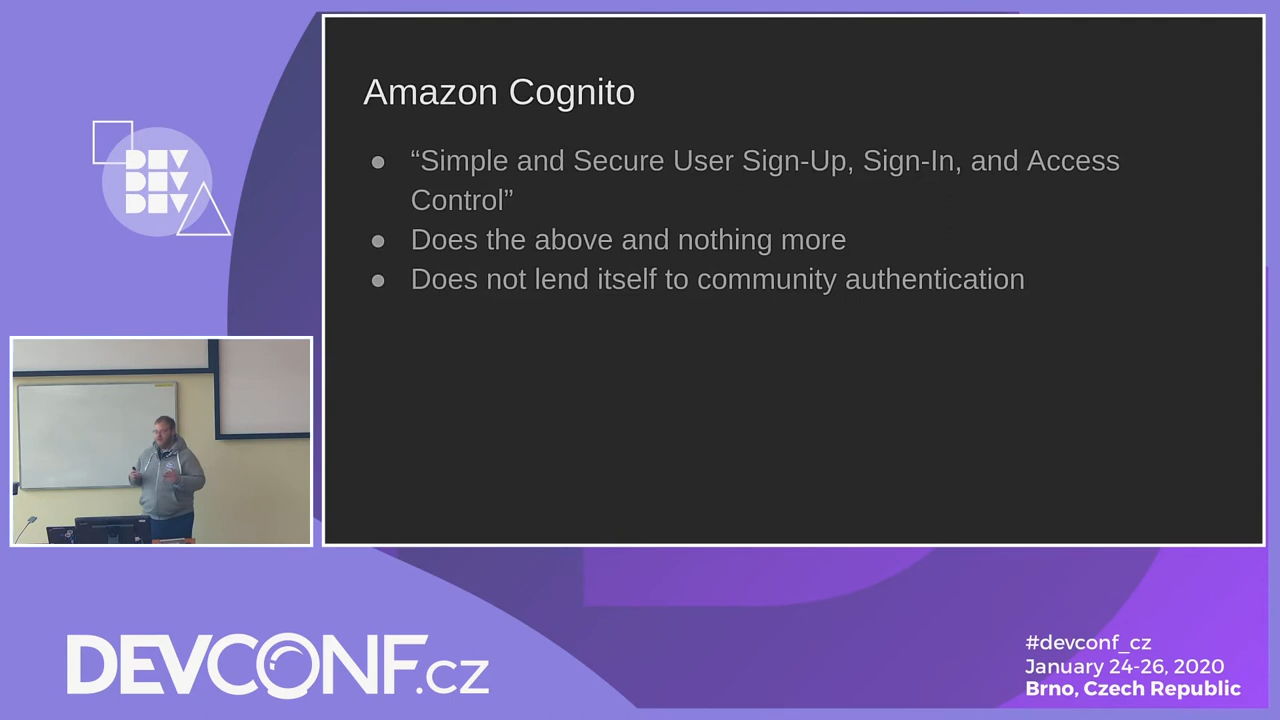 Amazon Cognito
● “Simple and Secure User Sign-Up, Sign-In, and Access
Control”
● Does the above and nothing more
● Does not lend itself to community authentication
DEV
DEV
DEV
DEVCONF.cz
#devconf_cz
January 24-26, 2020
Brno, Czech Republic